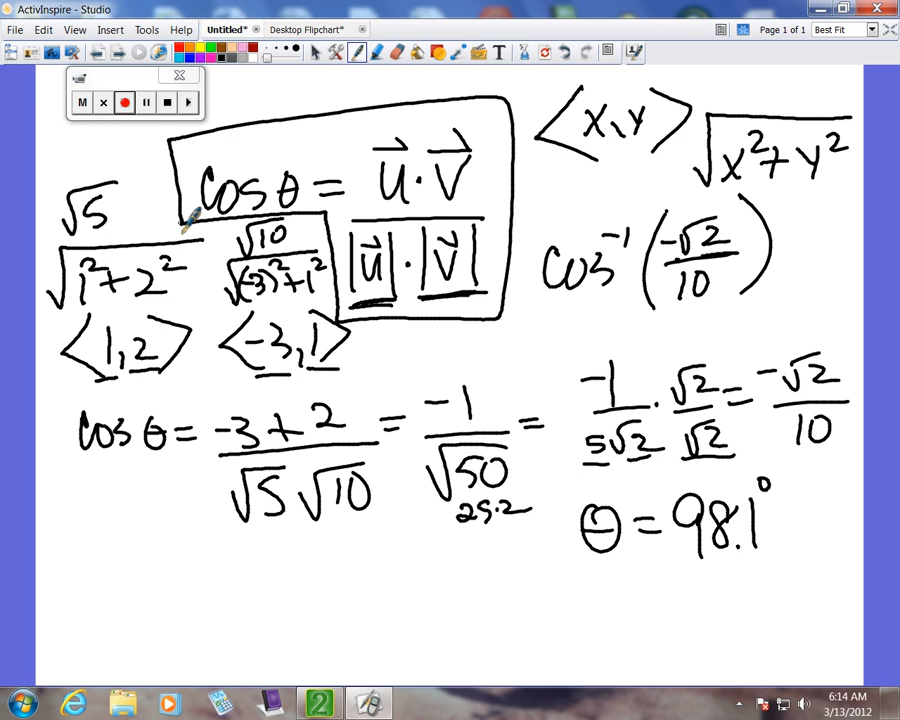 ActivInspire - Studio
File Edit View Insert Tools Help Untitled* Desktop Flipchart* Page 1 of 1 Best Fit
M
<x,y>
√(x²+y²)
cos θ = u⃗·v⃗ / |u⃗|·|v⃗|
√5
√10
√(1²+2²) √((-3)²+1²)
cos⁻¹(-√2/10)
<1,2> <-3,1>
cos θ = (-3+2)/(√5√10) = -1/√50 = -1/(5√2) · √2/√2 = -√2/10
25·2
θ = 98.1°
2
6:14 AM
3/13/2012